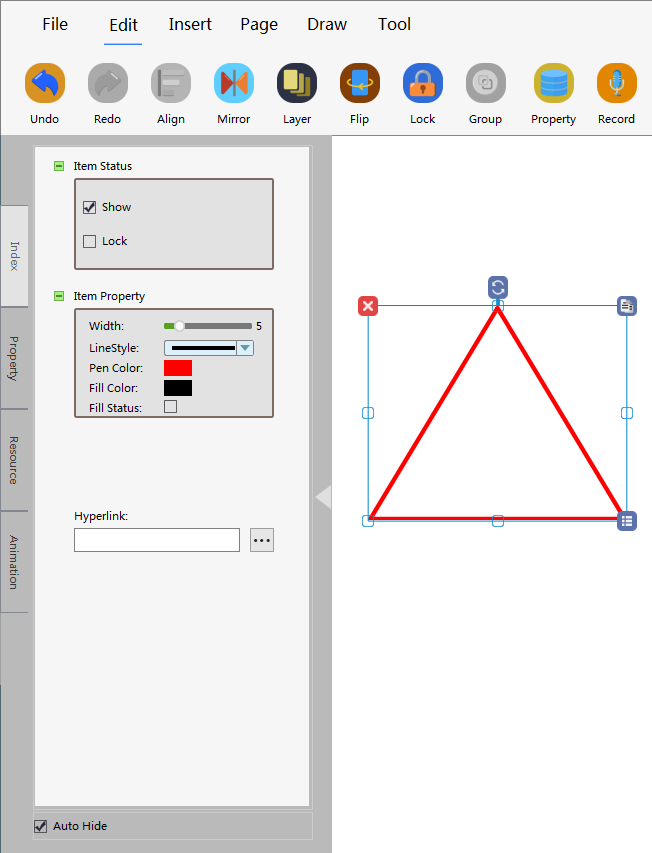 File Edit Insert Page Draw Tool
Undo Redo Align Mirror Layer Flip Lock Group Property Record
Item Status
Show
Lock
Item Property
Width: 5
LineStyle:
Pen Color:
Fill Color:
Fill Status:
Hyperlink:
...
Index
Property
Resource
Animation
Auto Hide